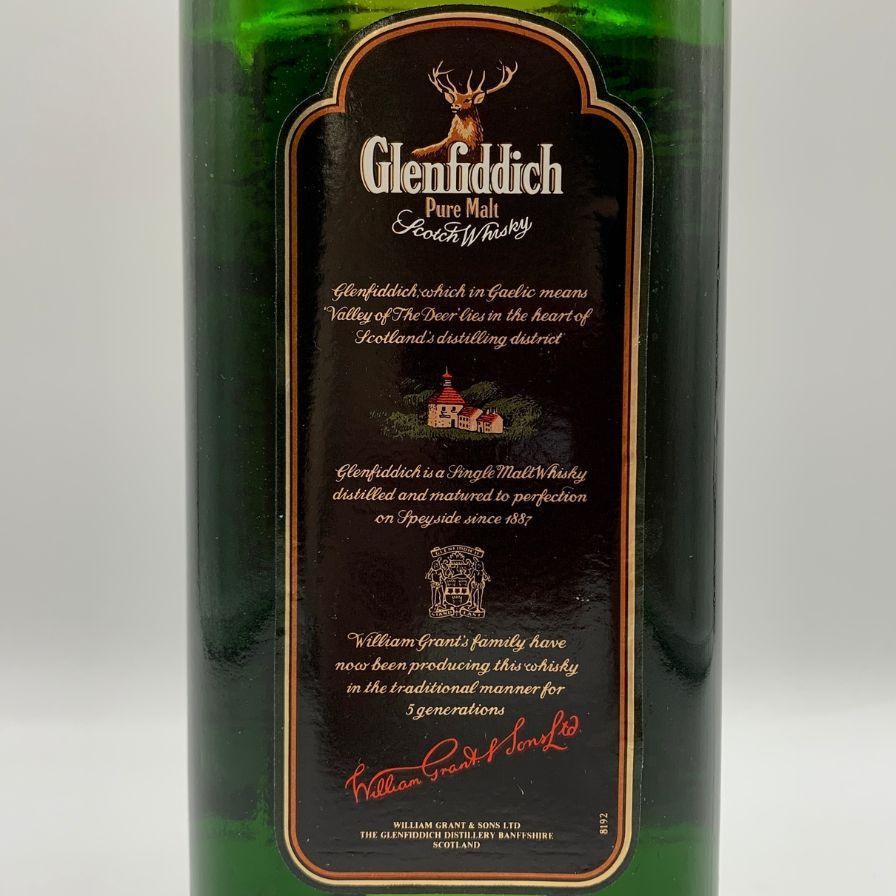 Glenfiddich
Pure Malt
Scotch Whisky
Glenfiddich, which in Gaelic means
'Valley of The Deer' lies in the heart of
Scotland's distilling district
Glenfiddich is a Single Malt Whisky
distilled and matured to perfection
on Speyside since 1887
William Grant's family have
now been producing this whisky
in the traditional manner for
5 generations
William Grant & Sons Ltd.
WILLIAM GRANT & SONS LTD
THE GLENFIDDICH DISTILLERY BANFFSHIRE
SCOTLAND
8192